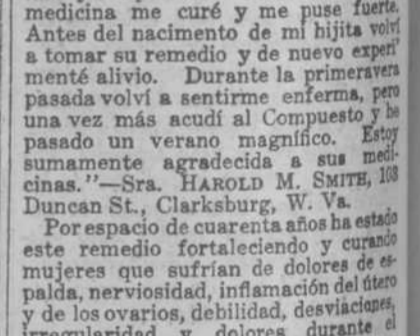 medicina me curé y me puse fuerte.
Antes del nacimiento de mi hijita volví
a tomar su remedio y de nuevo experi-
menté alivio. Durante la primavera
pasada volví a sentirme enferma, pero
una vez más acudí al Compuesto y he
pasado un verano magnífico. Estoy
sumamente agradecida a sus medi-
cinas."—Sra. HAROLD M. SMITH, 108
Duncan St., Clarksburg, W. Va.
Por espacio de cuarenta años ha estado
este remedio fortaleciendo y curando
mujeres que sufrían de dolores de es-
palda, nerviosidad, inflamación del útero
y de los ovarios, debilidad, desviaciones,
irregularidad y dolores durante el